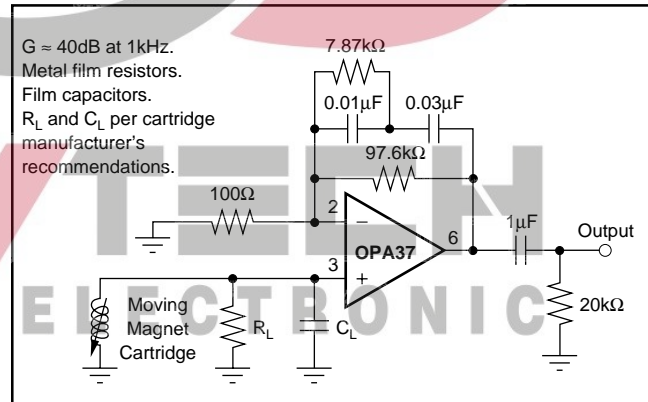 G ≈ 40dB at 1kHz.
Metal film resistors.
Film capacitors.
R_L and C_L per cartridge
manufacturer's
recommendations.
7.87kΩ
0.01µF
0.03µF
97.6kΩ
100Ω
2
−
OPA37
6
3
+
1µF
Output
20kΩ
Moving
Magnet
Cartridge
R_L
C_L
TECH
ELECTRONIC